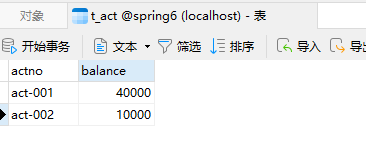 对象 t_act @spring6 (localhost) - 表
开始事务 文本 筛选 排序 导入 导出
actno balance
act-001 40000
act-002 10000